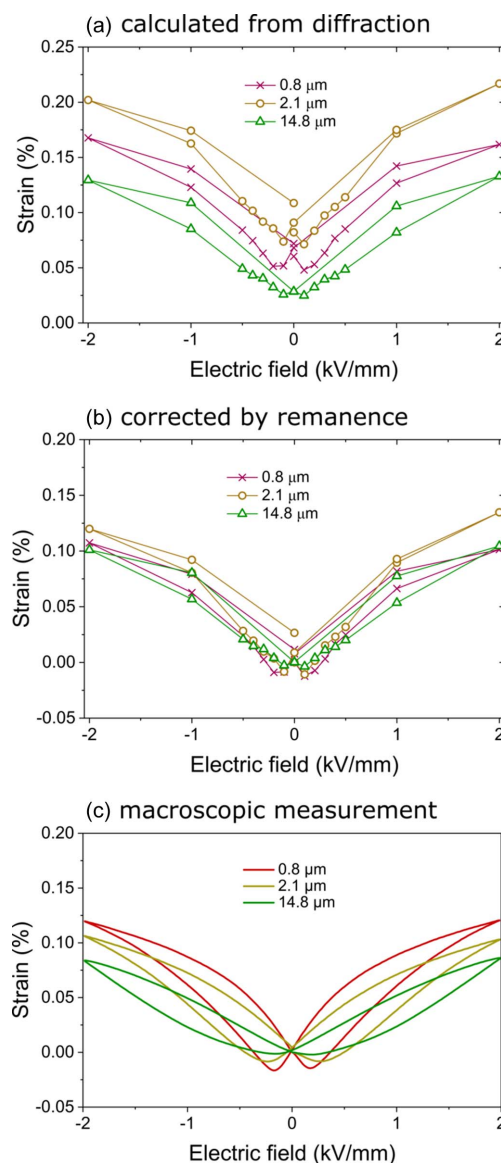 (a) calculated from diffraction
0.25
0.20
0.15
0.10
0.05
0.00
Strain (%)
0.8 μm
2.1 μm
14.8 μm
-2 -1 0 1 2
Electric field (kV/mm)
(b) corrected by remanence
0.20
0.15
0.10
0.05
0.00
-0.05
Strain (%)
0.8 μm
2.1 μm
14.8 μm
-2 -1 0 1 2
Electric field (kV/mm)
(c) macroscopic measurement
0.20
0.15
0.10
0.05
0.00
-0.05
Strain (%)
0.8 μm
2.1 μm
14.8 μm
-2 -1 0 1 2
Electric field (kV/mm)